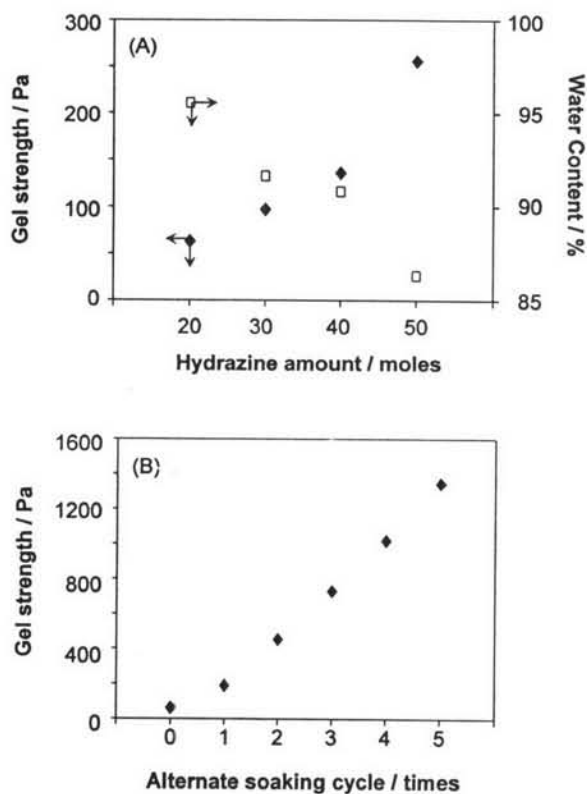 (A)
Gel strength / Pa
300
200
100
0
100
95
90
85
Water Content / %
20 30 40 50
Hydrazine amount / moles
(B)
Gel strength / Pa
1600
1200
800
400
0
0 1 2 3 4 5
Alternate soaking cycle / times